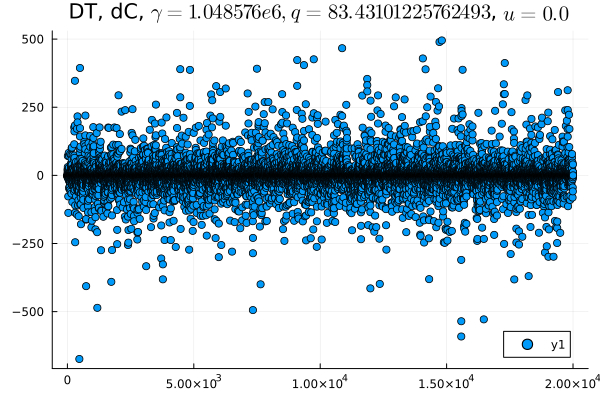 DT, dC, γ = 1.048576e6, q = 83.43101225762493, u = 0.0
500
250
0
−250
−500
y1
0 5.00×10³ 1.00×10⁴ 1.50×10⁴ 2.00×10⁴